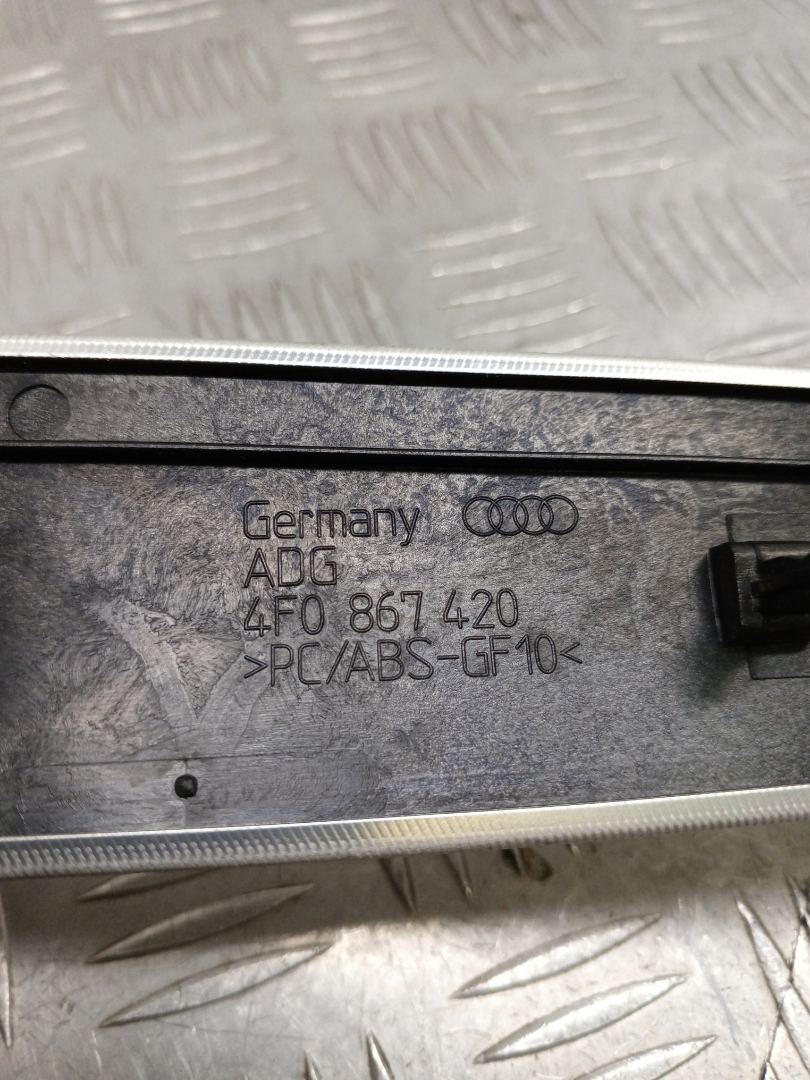 Germany
ADG
4F0 867 420
>PC/ABS-GF10<